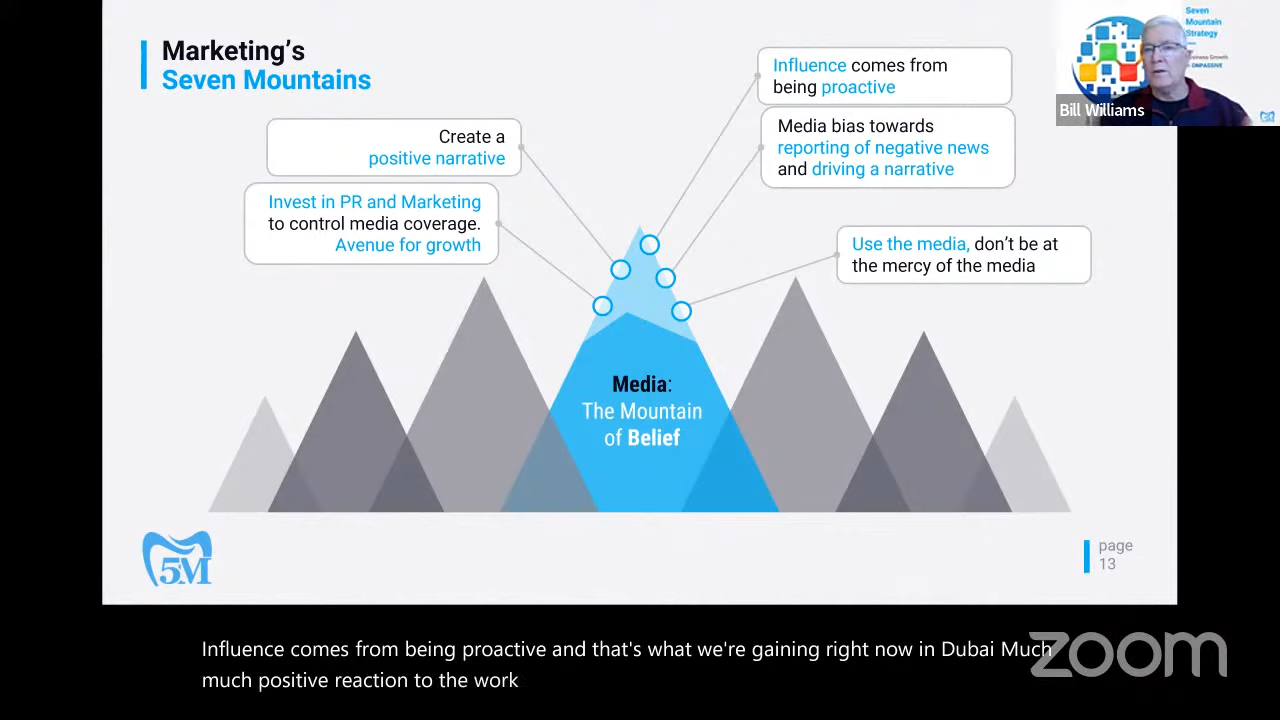 Marketing's
Seven Mountains
Create a
positive narrative
Invest in PR and Marketing
to control media coverage.
Avenue for growth
Influence comes from
being proactive
Media bias towards
reporting of negative news
and driving a narrative
Use the media, don't be at
the mercy of the media
Media:
The Mountain
of Belief
5M
page
13
Seven
Mountain
Strategy
ONPASSIVE
Bill Williams
Influence comes from being proactive and that's what we're gaining right now in Dubai Much
much positive reaction to the work
zoom